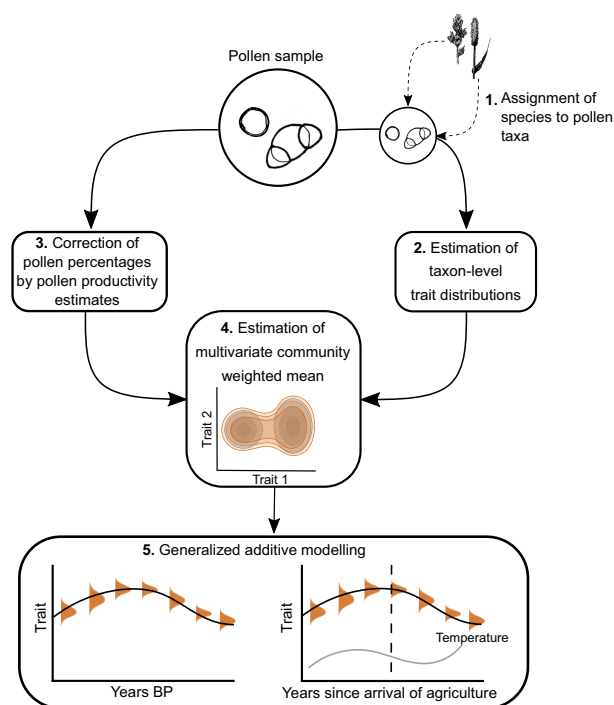 Pollen sample
1. Assignment of
species to pollen
taxa
3. Correction of
pollen percentages
by pollen productivity
estimates
2. Estimation of
taxon-level
trait distributions
4. Estimation of
multivariate community
weighted mean
Trait 2
Trait 1
5. Generalized additive modelling
Trait
Years BP
Trait
Temperature
Years since arrival of agriculture